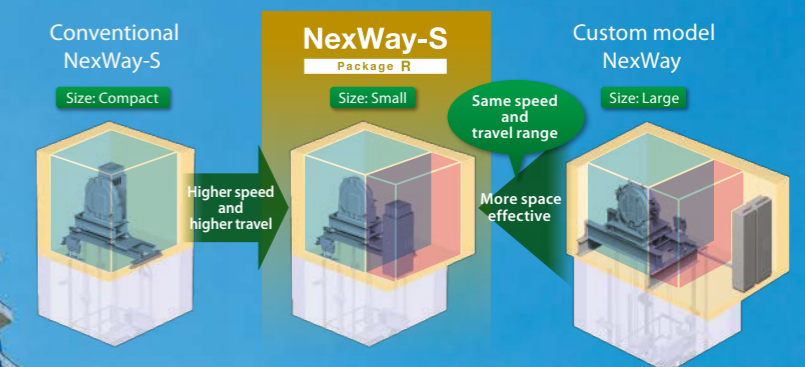 Conventional
NexWay-S
Size: Compact
Higher speed
and
higher travel
NexWay-S
Package R
Size: Small
Same speed
and
travel range
More space
effective
Custom model
NexWay
Size: Large